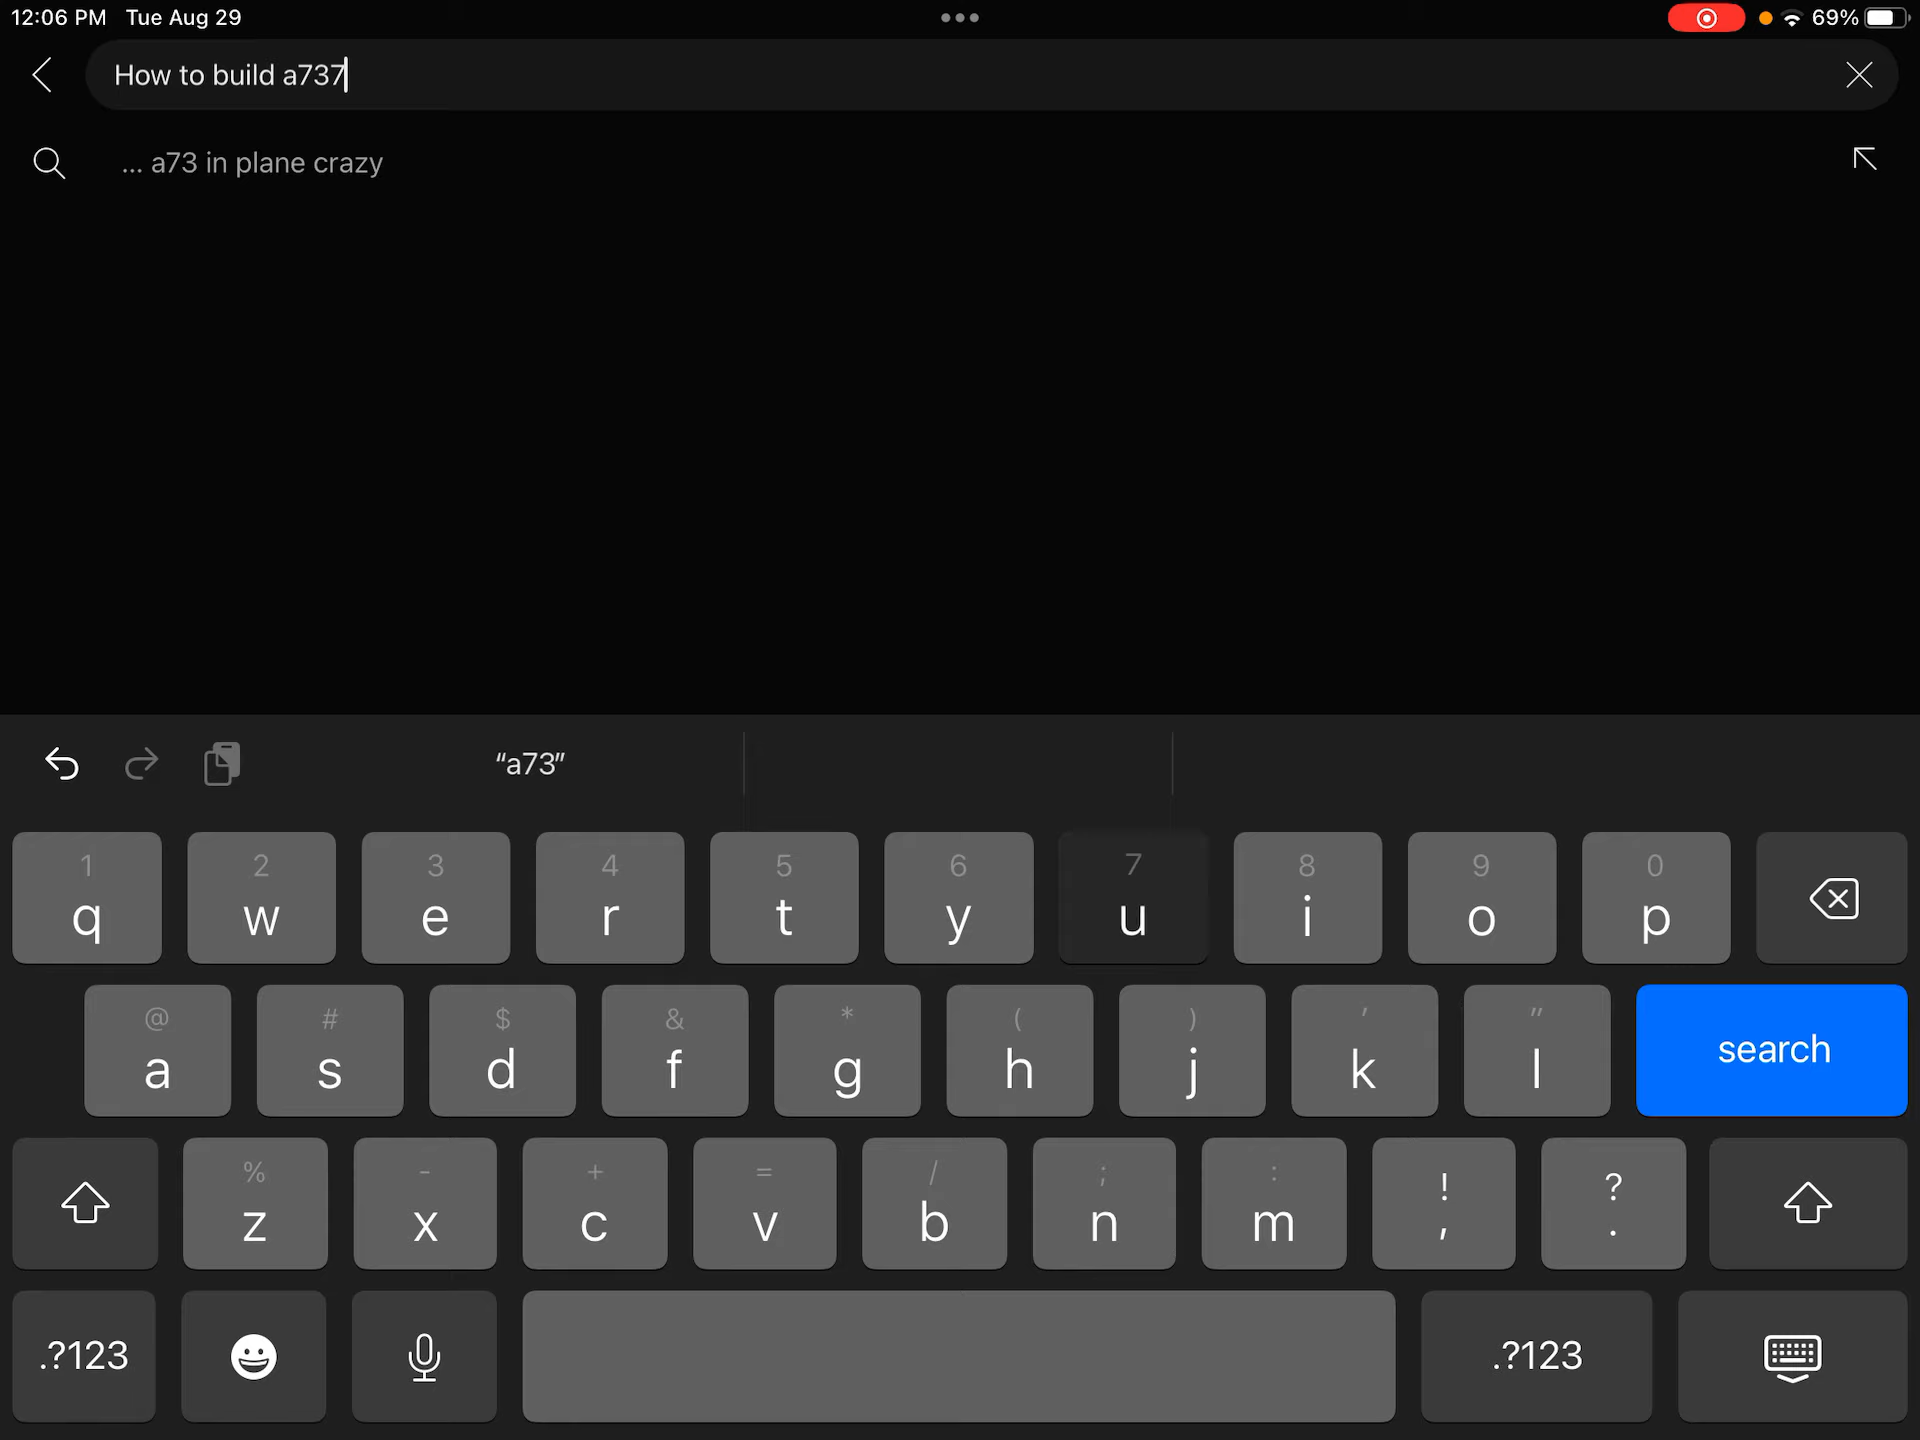 12:06 PM Tue Aug 29 69%
How to build a737
... a73 in plane crazy
“a73”
1 2 3 4 5 6 7 8 9 0
q w e r t y u i o p
@ # $ & * ( ) ' "
a s d f g h j k l search
% - + = / ; : ! ?
z x c v b n m , .
.?123 .?123